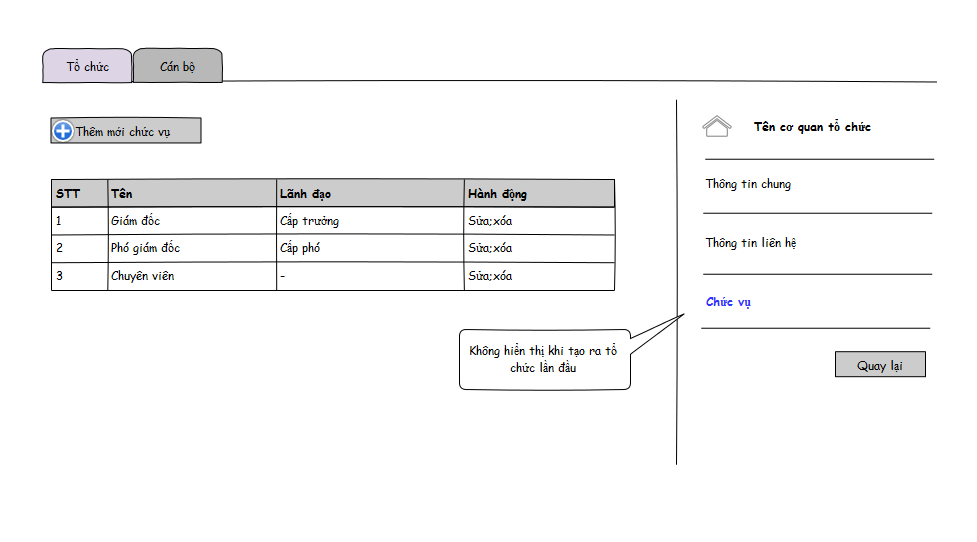 Tổ chức
Cán bộ
Thêm mới chức vụ
STT Tên Lãnh đạo Hành động
1 Giám đốc Cấp trưởng Sửa;xóa
2 Phó giám đốc Cấp phó Sửa;xóa
3 Chuyên viên - Sửa;xóa
Không hiển thị khi tạo ra tổ
chức lần đầu
Tên cơ quan tổ chức
Thông tin chung
Thông tin liên hệ
Chức vụ
Quay lại